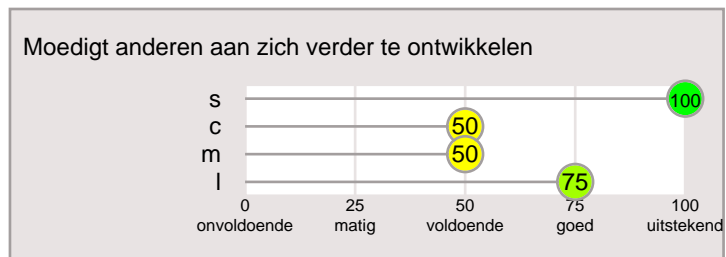 Moedigt anderen aan zich verder te ontwikkelen
s 100
c 50
m 50
l 75
0 25 50 75 100
onvoldoende matig voldoende goed uitstekend